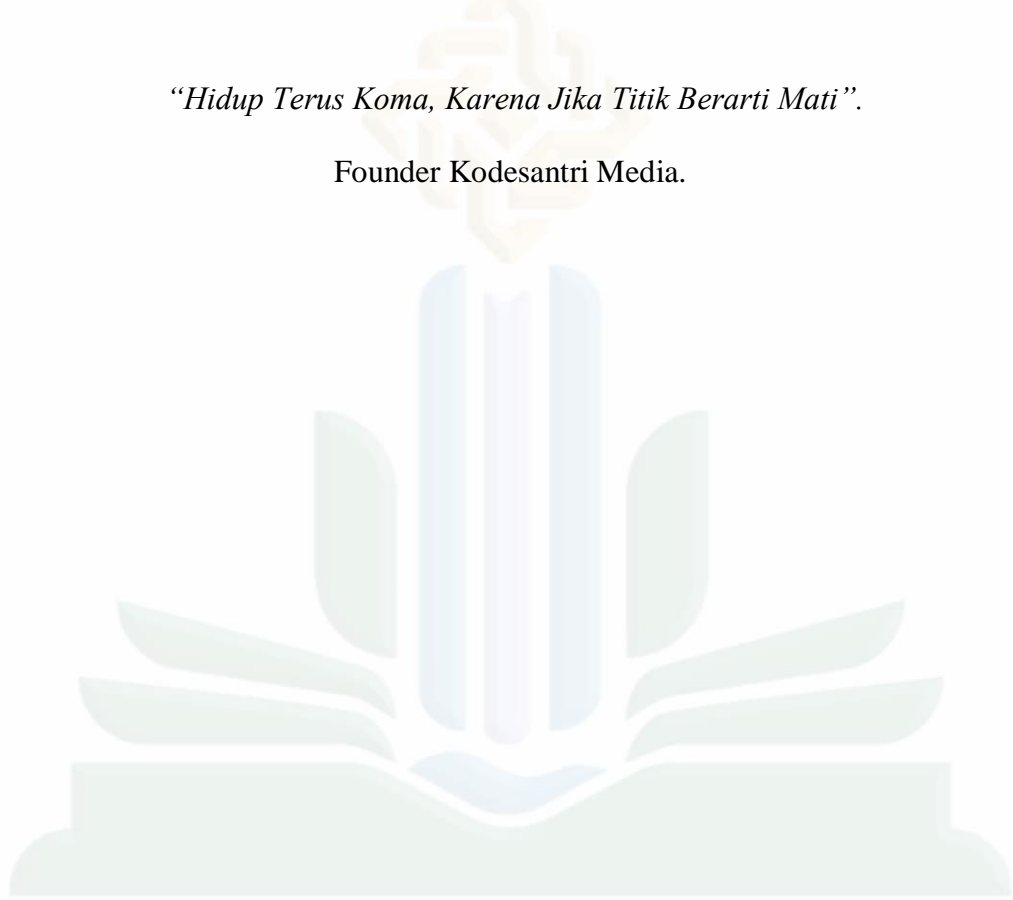 “Hidup Terus Koma, Karena Jika Titik Berarti Mati”.
Founder Kodesantri Media.